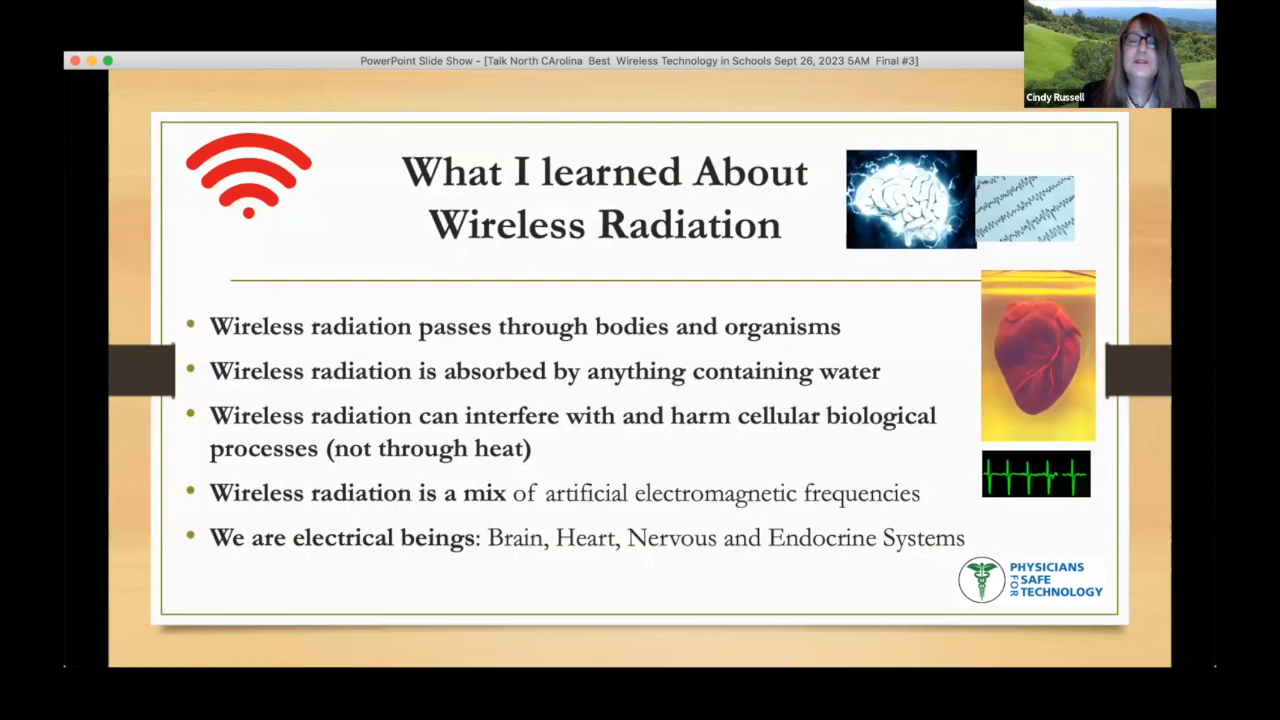 PowerPoint Slide Show - [Talk North CArolina Best Wireless Technology in Schools Sept 26, 2023 5AM Final #3]
Cindy Russell
What I learned About
Wireless Radiation
• Wireless radiation passes through bodies and organisms
• Wireless radiation is absorbed by anything containing water
• Wireless radiation can interfere with and harm cellular biological
processes (not through heat)
• Wireless radiation is a mix of artificial electromagnetic frequencies
• We are electrical beings: Brain, Heart, Nervous and Endocrine Systems
PHYSICIANS
FOR SAFE
TECHNOLOGY